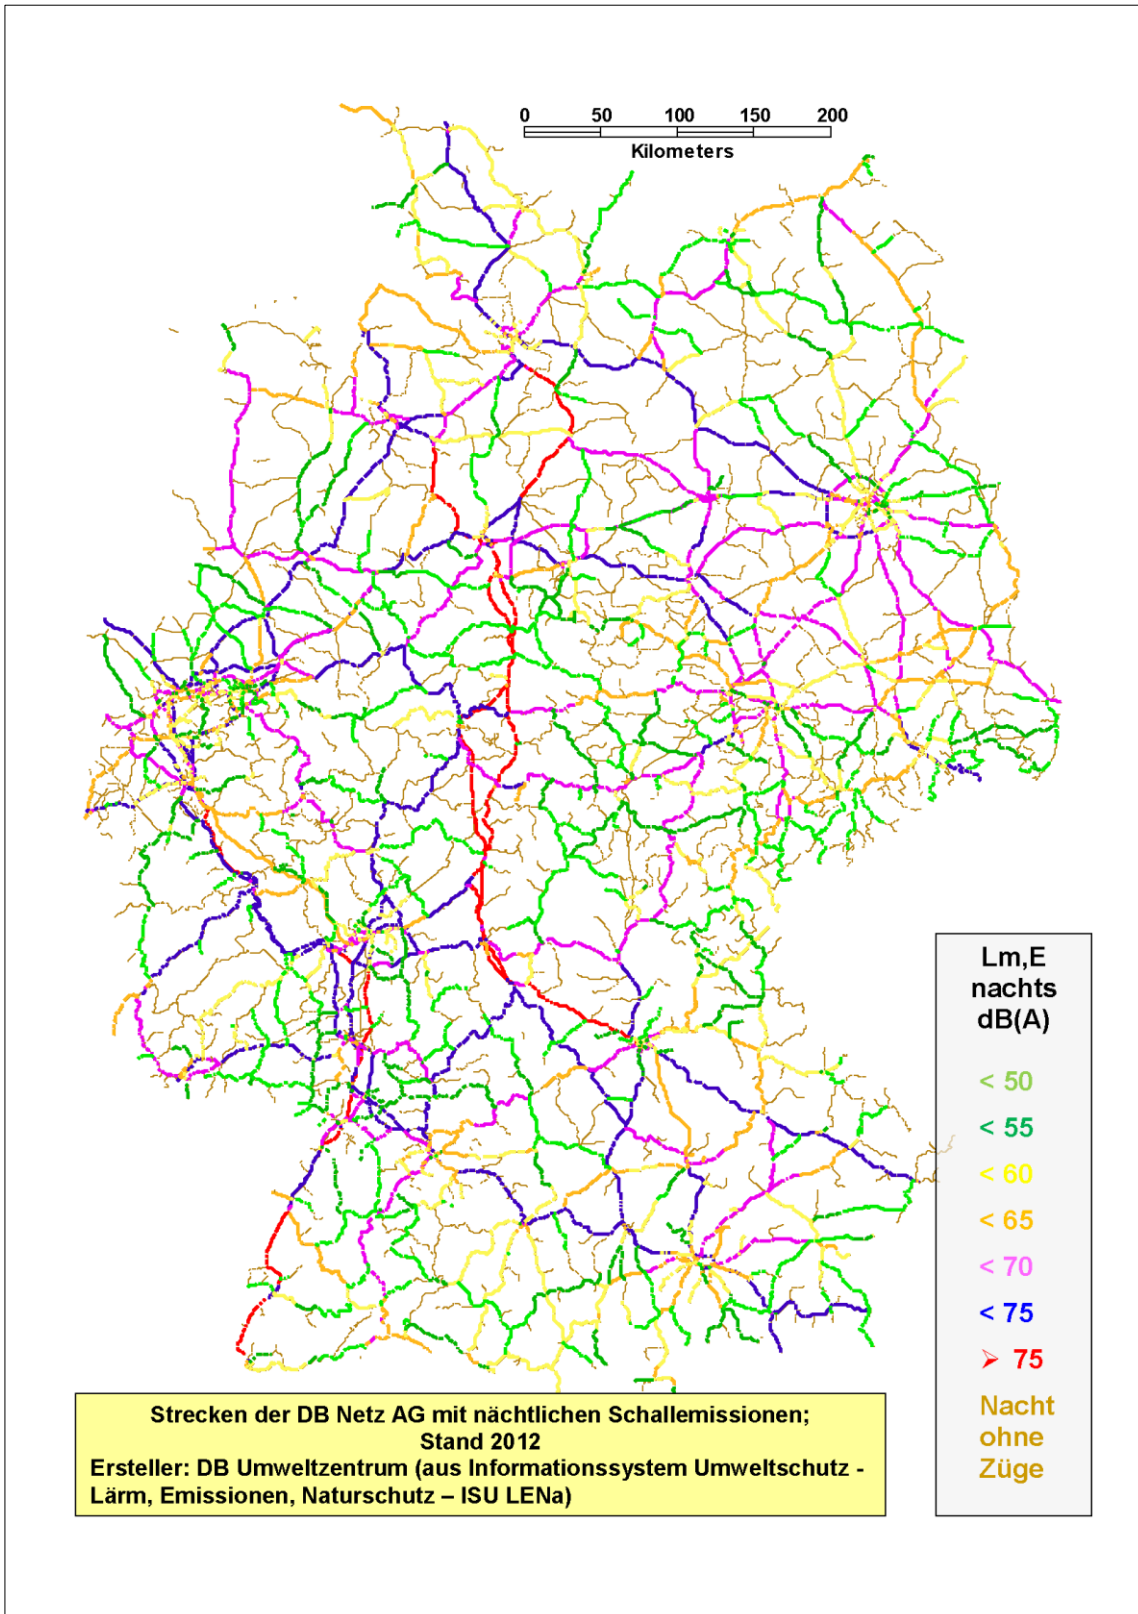 0 50 100 150 200
Kilometers
Lm,E
nachts
dB(A)
< 50
< 55
< 60
< 65
< 70
< 75
➢ 75
Nacht
ohne
Züge
Strecken der DB Netz AG mit nächtlichen Schallemissionen;
Stand 2012
Ersteller: DB Umweltzentrum (aus Informationssystem Umweltschutz -
Lärm, Emissionen, Naturschutz – ISU LENa)